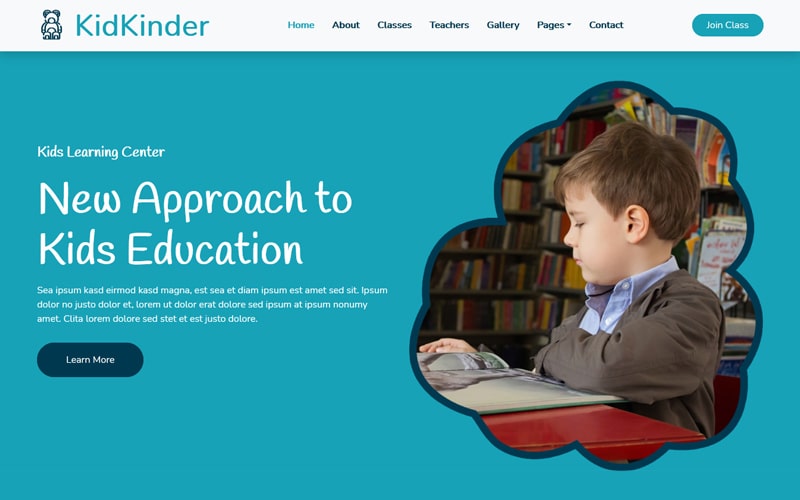 KidKinder
Home About Classes Teachers Gallery Pages Contact Join Class
Kids Learning Center
New Approach to
Kids Education
Sea ipsum kasd eirmod kasd magna, est sea et diam ipsum est amet sed sit. Ipsum
dolor no justo dolor et, lorem ut dolor erat dolore sed ipsum at ipsum nonumy
amet. Clita lorem dolore sed stet et est justo dolore.
Learn More